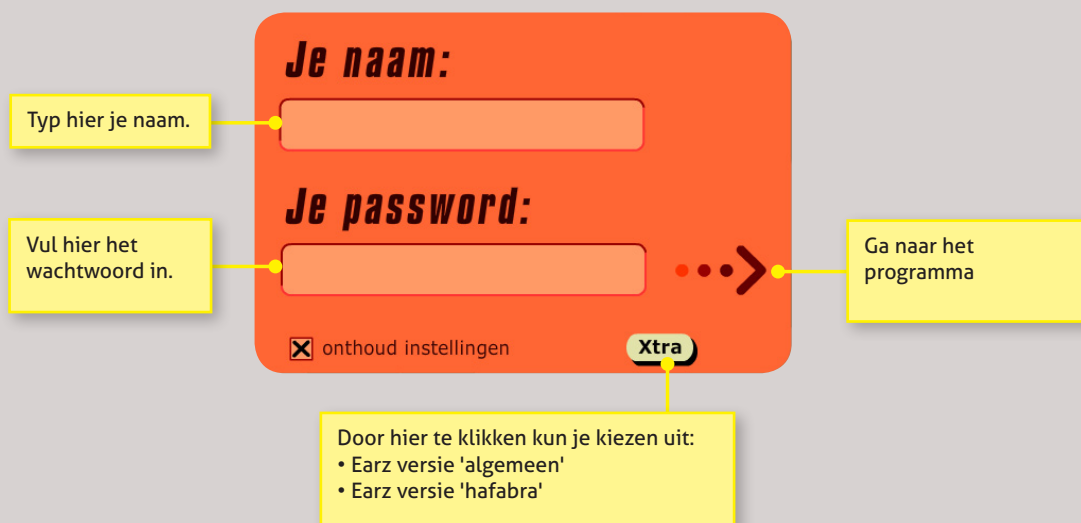 Je naam:
Typ hier je naam.
Je password:
Vul hier het
wachtwoord in.
Ga naar het
programma
onthoud instellingen
Xtra
Door hier te klikken kun je kiezen uit:
• Earz versie 'algemeen'
• Earz versie 'hafabra'